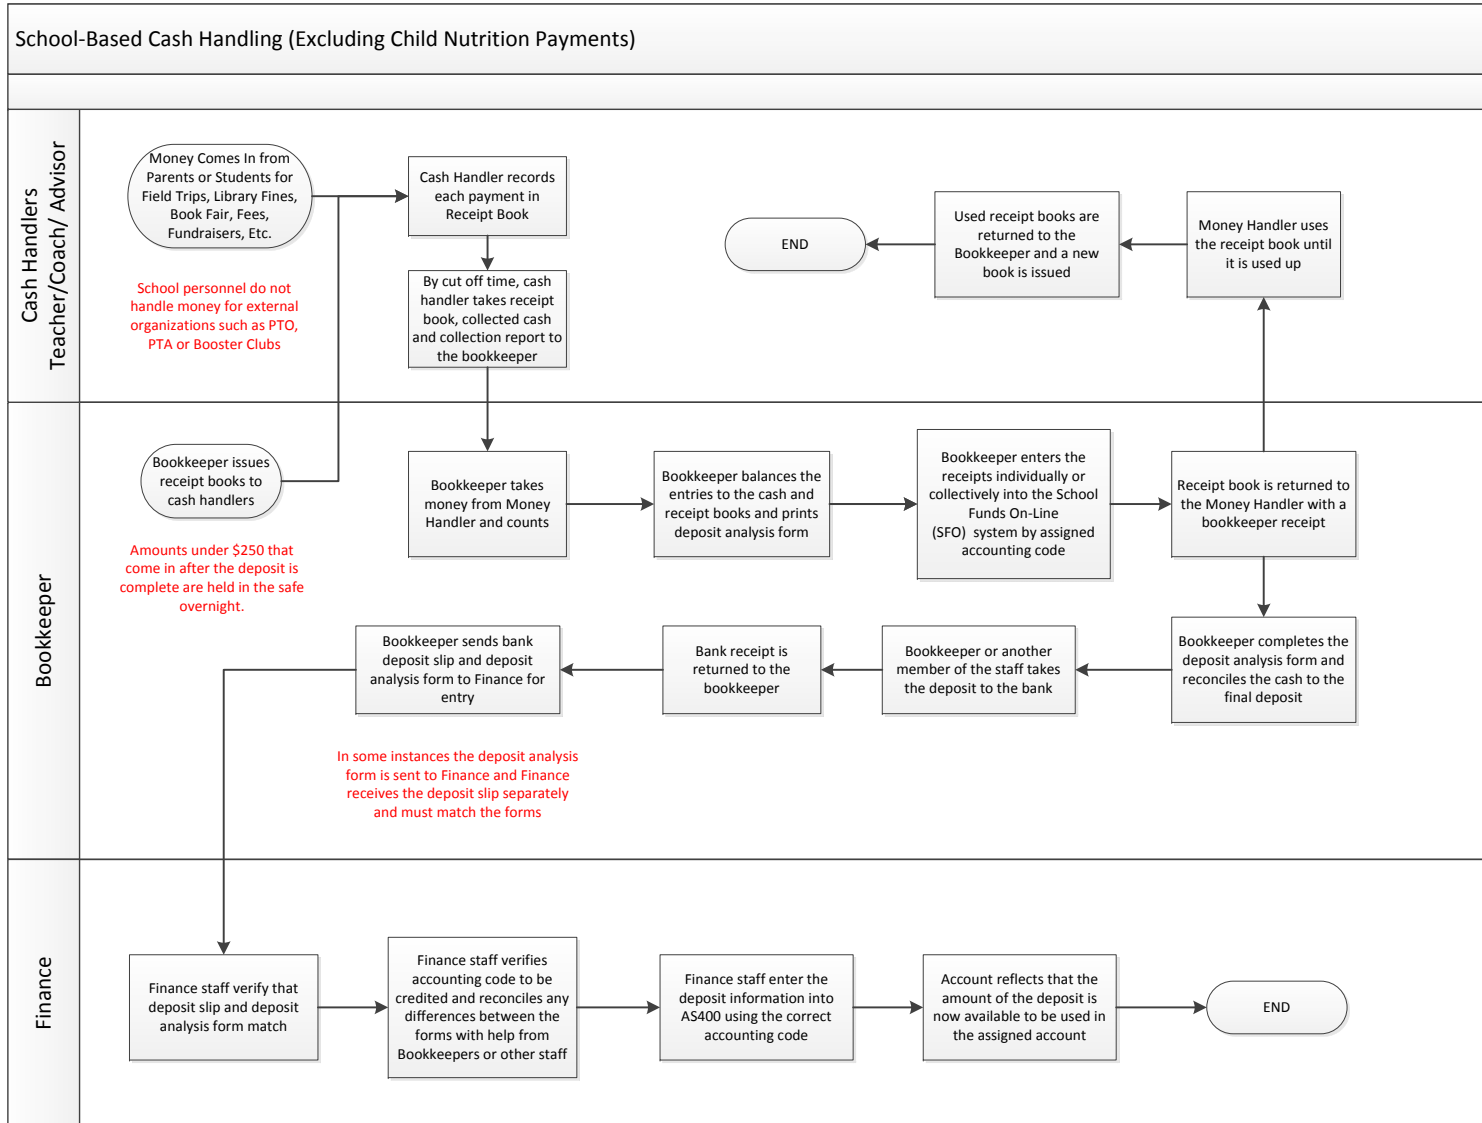 School-Based Cash Handling (Excluding Child Nutrition Payments)
Cash Handlers
Teacher/Coach/ Advisor
Money Comes In from
Parents or Students for
Field Trips, Library Fines,
Book Fair, Fees,
Fundraisers, Etc.
School personnel do not
handle money for external
organizations such as PTO,
PTA or Booster Clubs
Cash Handler records
each payment in
Receipt Book
By cut off time, cash
handler takes receipt
book, collected cash
and collection report to
the bookkeeper
END
Used receipt books are
returned to the
Bookkeeper and a new
book is issued
Money Handler uses
the receipt book until
it is used up
Bookkeeper
Bookkeeper issues
receipt books to
cash handlers
Amounts under $250 that
come in after the deposit is
complete are held in the safe
overnight.
Bookkeeper takes
money from Money
Handler and counts
Bookkeeper balances the
entries to the cash and
receipt books and prints
deposit analysis form
Bookkeeper enters the
receipts individually or
collectively into the School
Funds On-Line
(SFO) system by assigned
accounting code
Receipt book is returned to
the Money Handler with a
bookkeeper receipt
Bookkeeper sends bank
deposit slip and deposit
analysis form to Finance for
entry
Bank receipt is
returned to the
bookkeeper
Bookkeeper or another
member of the staff takes
the deposit to the bank
Bookkeeper completes the
deposit analysis form and
reconciles the cash to the
final deposit
In some instances the deposit analysis
form is sent to Finance and Finance
receives the deposit slip separately
and must match the forms
Finance
Finance staff verify that
deposit slip and deposit
analysis form match
Finance staff verifies
accounting code to be
credited and reconciles any
differences between the
forms with help from
Bookkeepers or other staff
Finance staff enter the
deposit information into
AS400 using the correct
accounting code
Account reflects that the
amount of the deposit is
now available to be used in
the assigned account
END